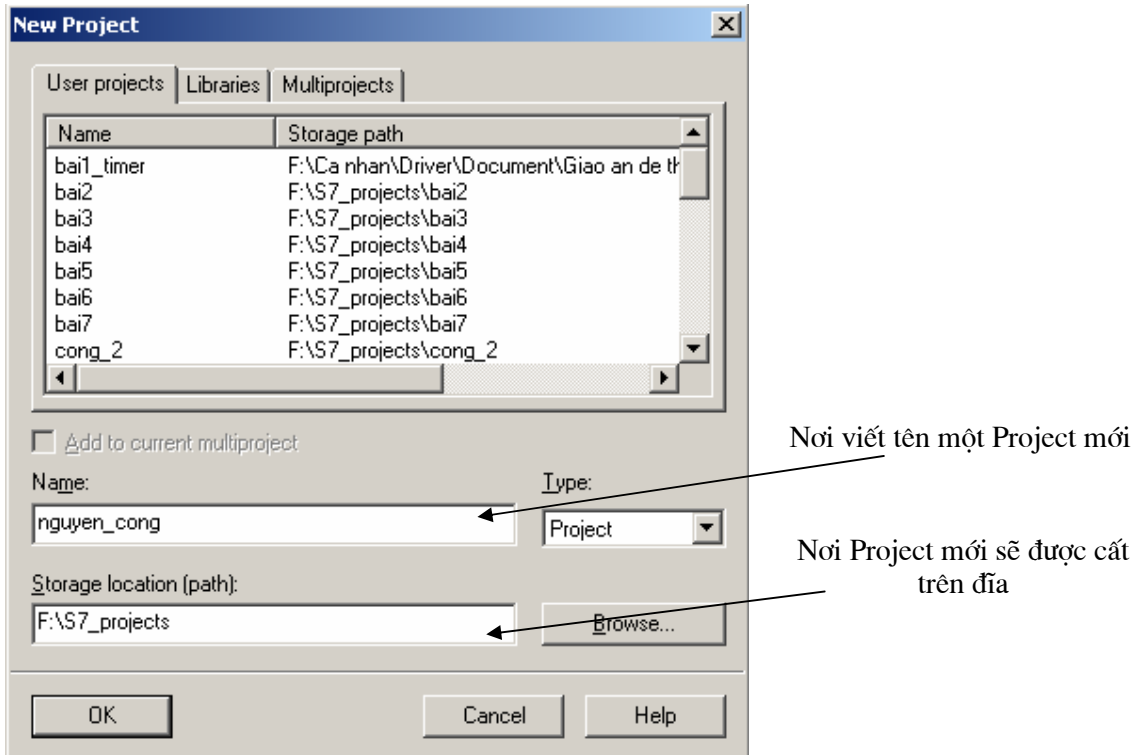 New Project
User projects Libraries Multiprojects
Name Storage path
bai1_timer F:\Ca nhan\Driver\Document\Giao an de th
bai2 F:\S7_projects\bai2
bai3 F:\S7_projects\bai3
bai4 F:\S7_projects\bai4
bai5 F:\S7_projects\bai5
bai6 F:\S7_projects\bai6
bai7 F:\S7_projects\bai7
cong_2 F:\S7_projects\cong_2
Add to current multiproject
Nơi viết tên một Project mới
Name: Type:
nguyen_cong Project
Nơi Project mới sẽ được cất
trên đĩa
Storage location (path):
F:\S7_projects Browse...
OK Cancel Help